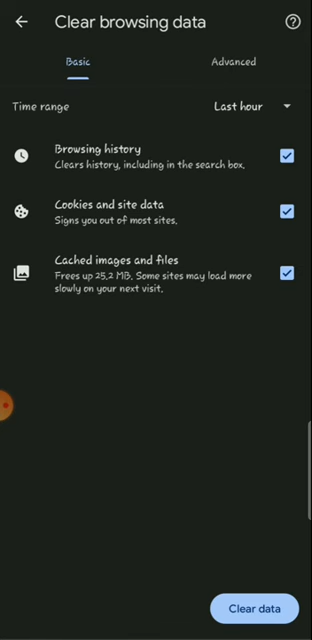 Clear browsing data
Basic
Advanced
Time range
Last hour
Browsing history
Clears history, including in the search box.
Cookies and site data
Signs you out of most sites.
Cached images and files
Frees up 25.2 MB. Some sites may load more
slowly on your next visit.
Clear data